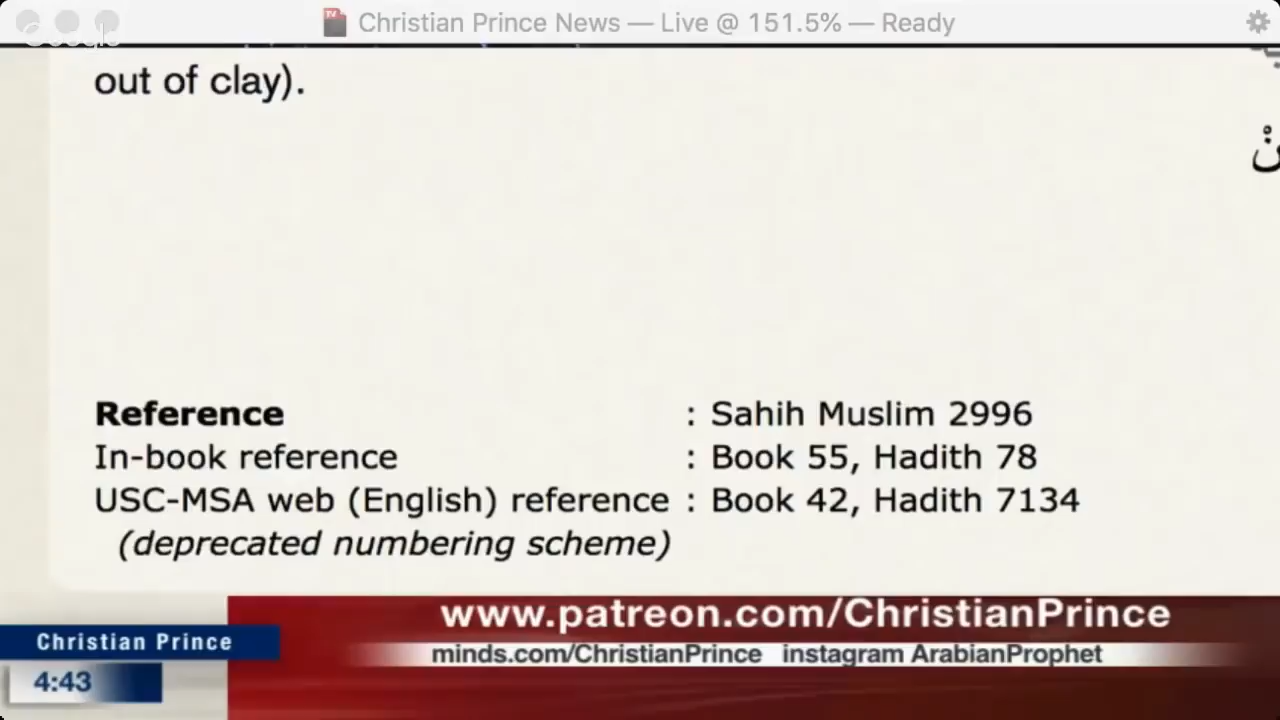 Christian Prince News — Live @ 151.5% — Ready
Google
out of clay).
Reference : Sahih Muslim 2996
In-book reference : Book 55, Hadith 78
USC-MSA web (English) reference : Book 42, Hadith 7134
(deprecated numbering scheme)
www.patreon.com/ChristianPrince
Christian Prince
minds.com/ChristianPrince instagram ArabianProphet
4:43